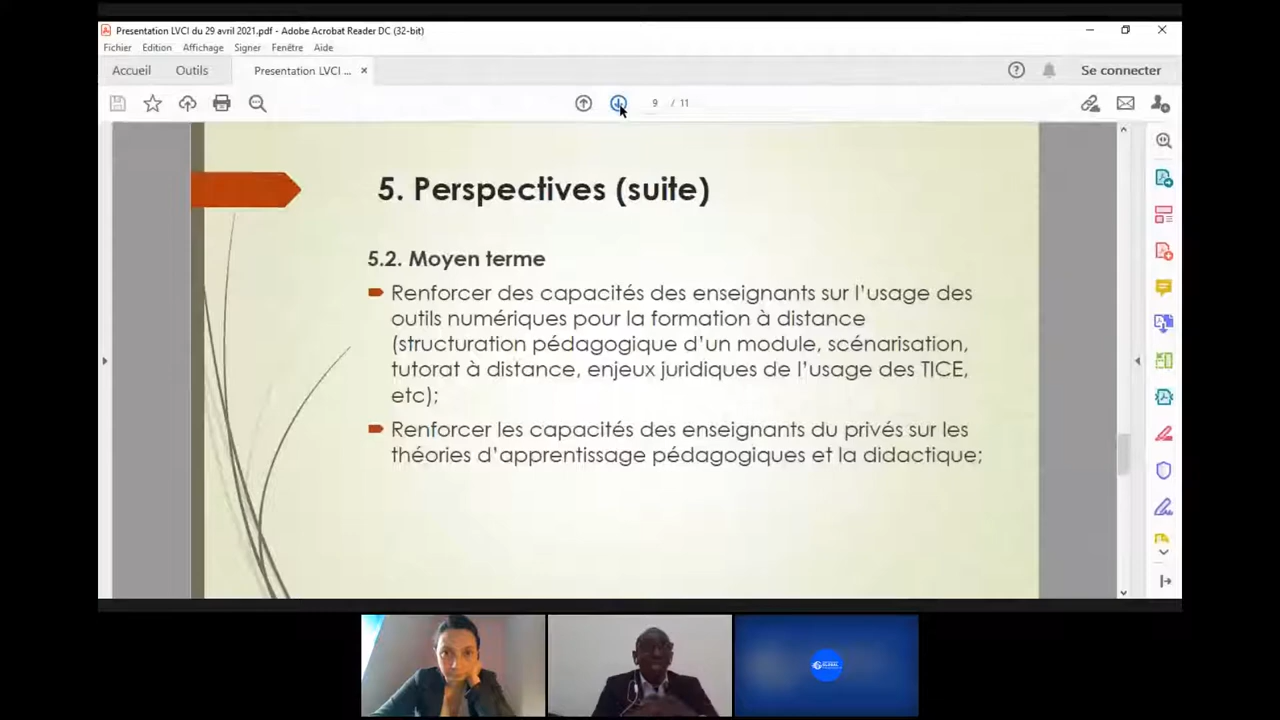 Presentation LVCI du 29 avril 2021.pdf - Adobe Acrobat Reader DC (32-bit)
Fichier Edition Affichage Signer Fenêtre Aide
Accueil Outils Presentation LVCI ... × Se connecter
9 / 11
5. Perspectives (suite)
5.2. Moyen terme
Renforcer des capacités des enseignants sur l'usage des
outils numériques pour la formation à distance
(structuration pédagogique d'un module, scénarisation,
tutorat à distance, enjeux juridiques de l'usage des TICE,
etc);
Renforcer les capacités des enseignants du privés sur les
théories d'apprentissage pédagogiques et la didactique;
GLOBAL